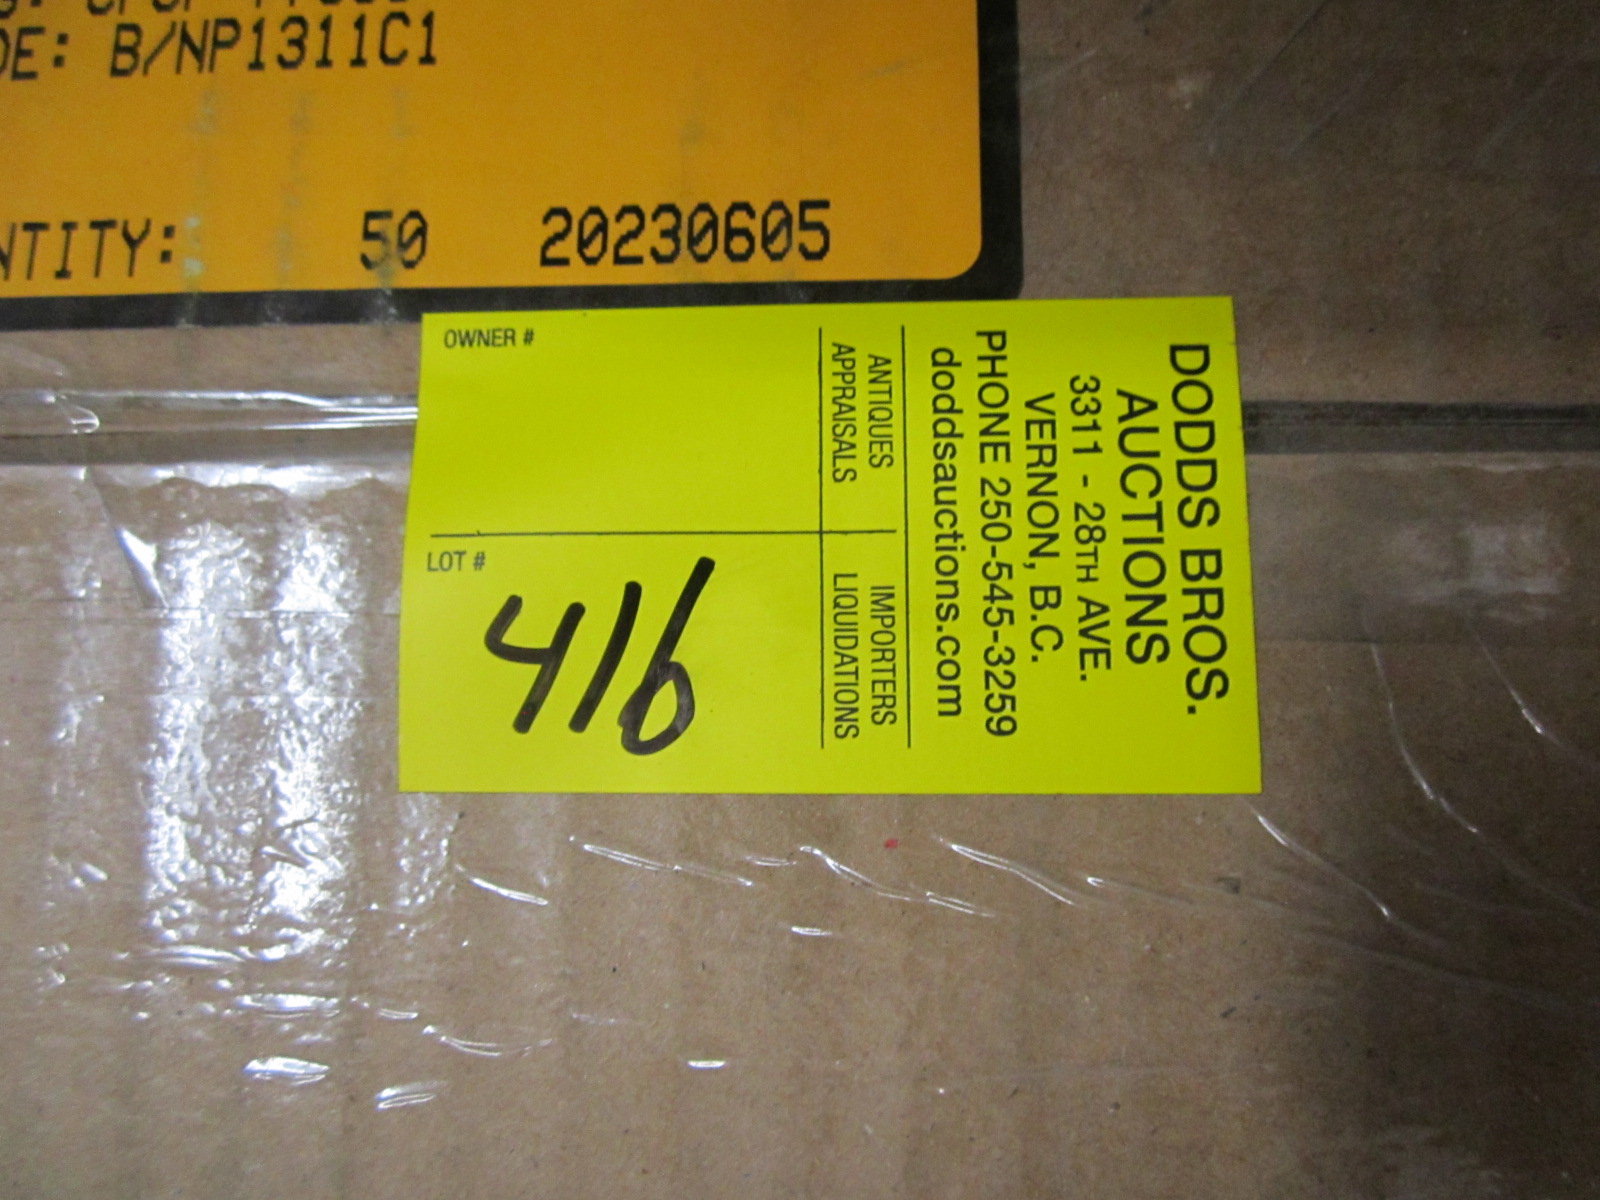 DE: B/NP1311C1
NTITY: 50 20230605
OWNER #
LOT #
416
DODDS BROS.
AUCTIONS
3311 - 28TH AVE.
VERNON, B.C.
PHONE 250-545-3259
doddsauctions.com
ANTIQUES IMPORTERS
APPRAISALS LIQUIDATIONS